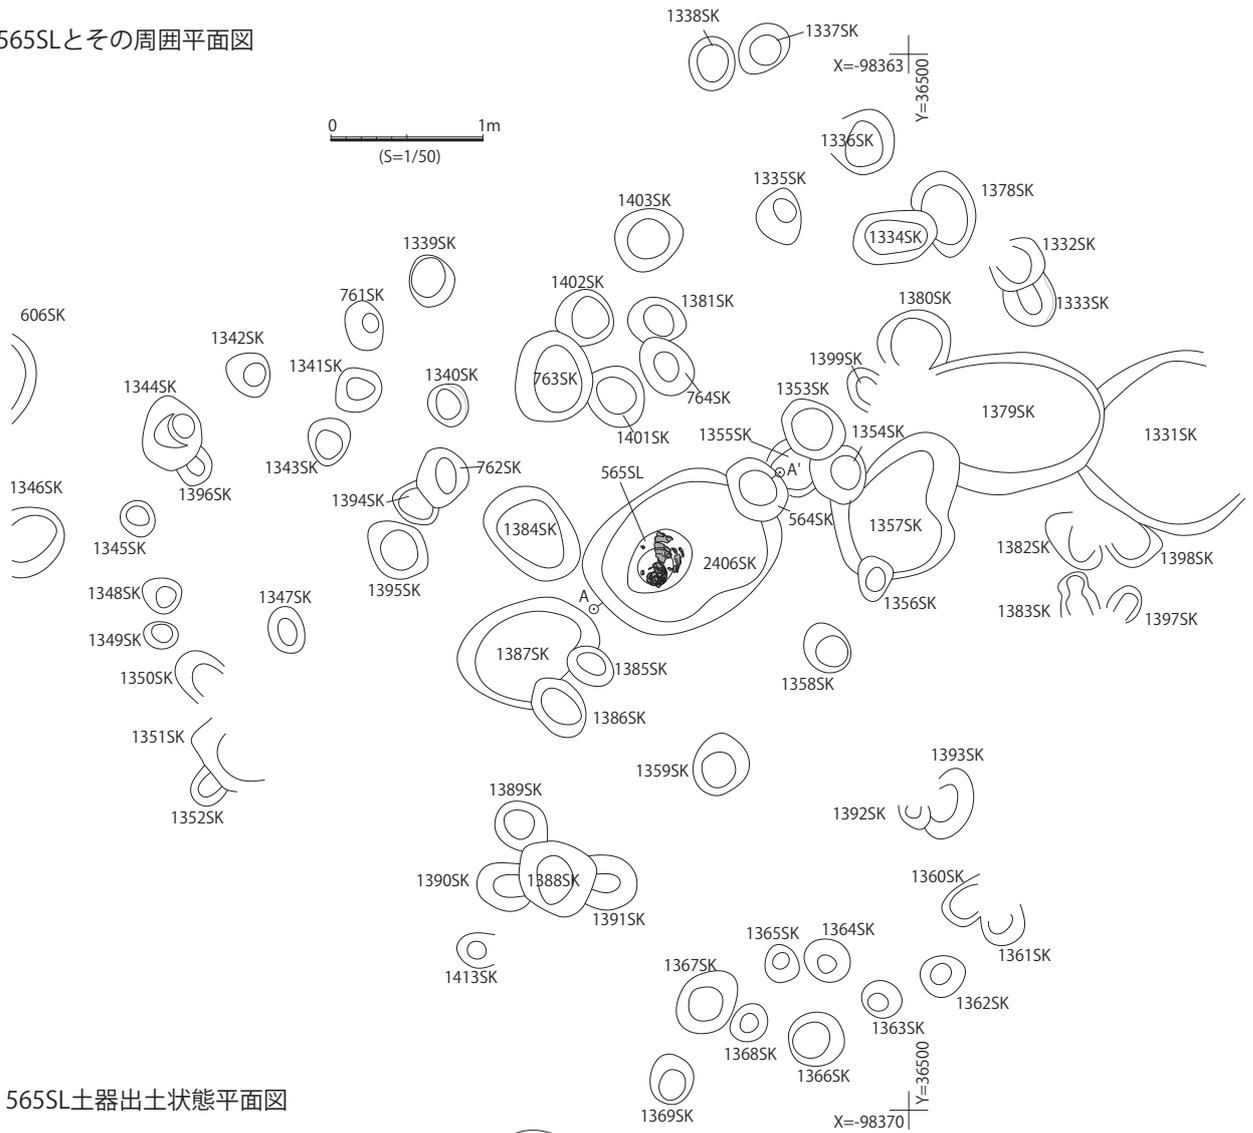 565SLとその周囲平面図
1338SK
1337SK
X=-98363
Y=36500
0 1m
(S=1/50)
1336SK
1335SK
1378SK
1403SK
1334SK
1339SK
1332SK
1402SK
761SK
1381SK
1380SK
1333SK
606SK
1342SK
1399SK
1341SK
1340SK
763SK
1344SK
1353SK
764SK
1379SK
1401SK
1355SK
1354SK
1331SK
1343SK
762SK
A'
565SL
1396SK
1346SK
1394SK
564SK
1384SK
1357SK
1345SK
1382SK
1398SK
2406SK
1395SK
1348SK
1347SK
A
1356SK
1383SK
1397SK
1349SK
1387SK
1385SK
1350SK
1358SK
1386SK
1351SK
1393SK
1359SK
1389SK
1392SK
1352SK
1390SK
1388SK
1360SK
1391SK
1365SK
1364SK
1361SK
1413SK
1367SK
1362SK
1363SK
1368SK
1366SK
Y=36500
565SL土器出土状態平面図
1369SK
X=-98370